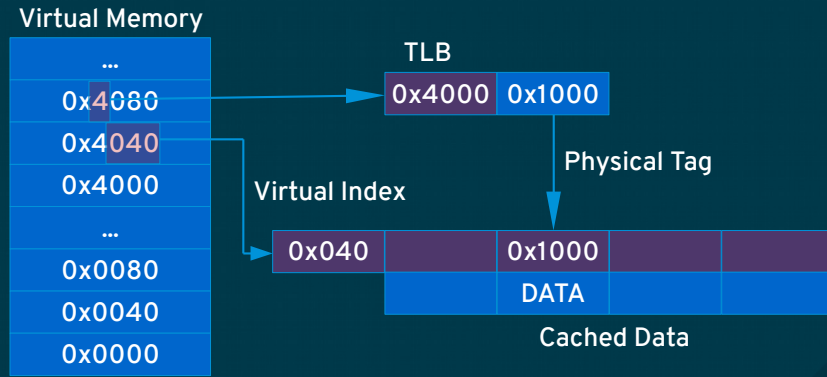 Virtual Memory
...
0x4080
0x4040
0x4000
...
0x0080
0x0040
0x0000
TLB
0x4000 0x1000
Physical Tag
Virtual Index
0x040 0x1000
DATA
Cached Data